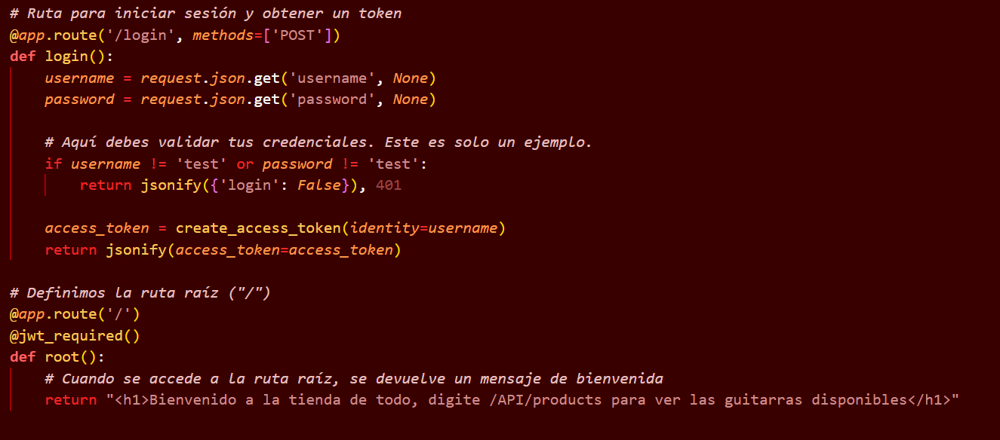 # Ruta para iniciar sesión y obtener un token
@app.route('/login', methods=['POST'])
def login():
    username = request.json.get('username', None)
    password = request.json.get('password', None)

    # Aquí debes validar tus credenciales. Este es solo un ejemplo.
    if username != 'test' or password != 'test':
        return jsonify({'login': False}), 401

    access_token = create_access_token(identity=username)
    return jsonify(access_token=access_token)

# Definimos la ruta raíz ("/")
@app.route('/')
@jwt_required()
def root():
    # Cuando se accede a la ruta raíz, se devuelve un mensaje de bienvenida
    return "<h1>Bienvenido a la tienda de todo, digite /API/products para ver las guitarras disponibles</h1>"